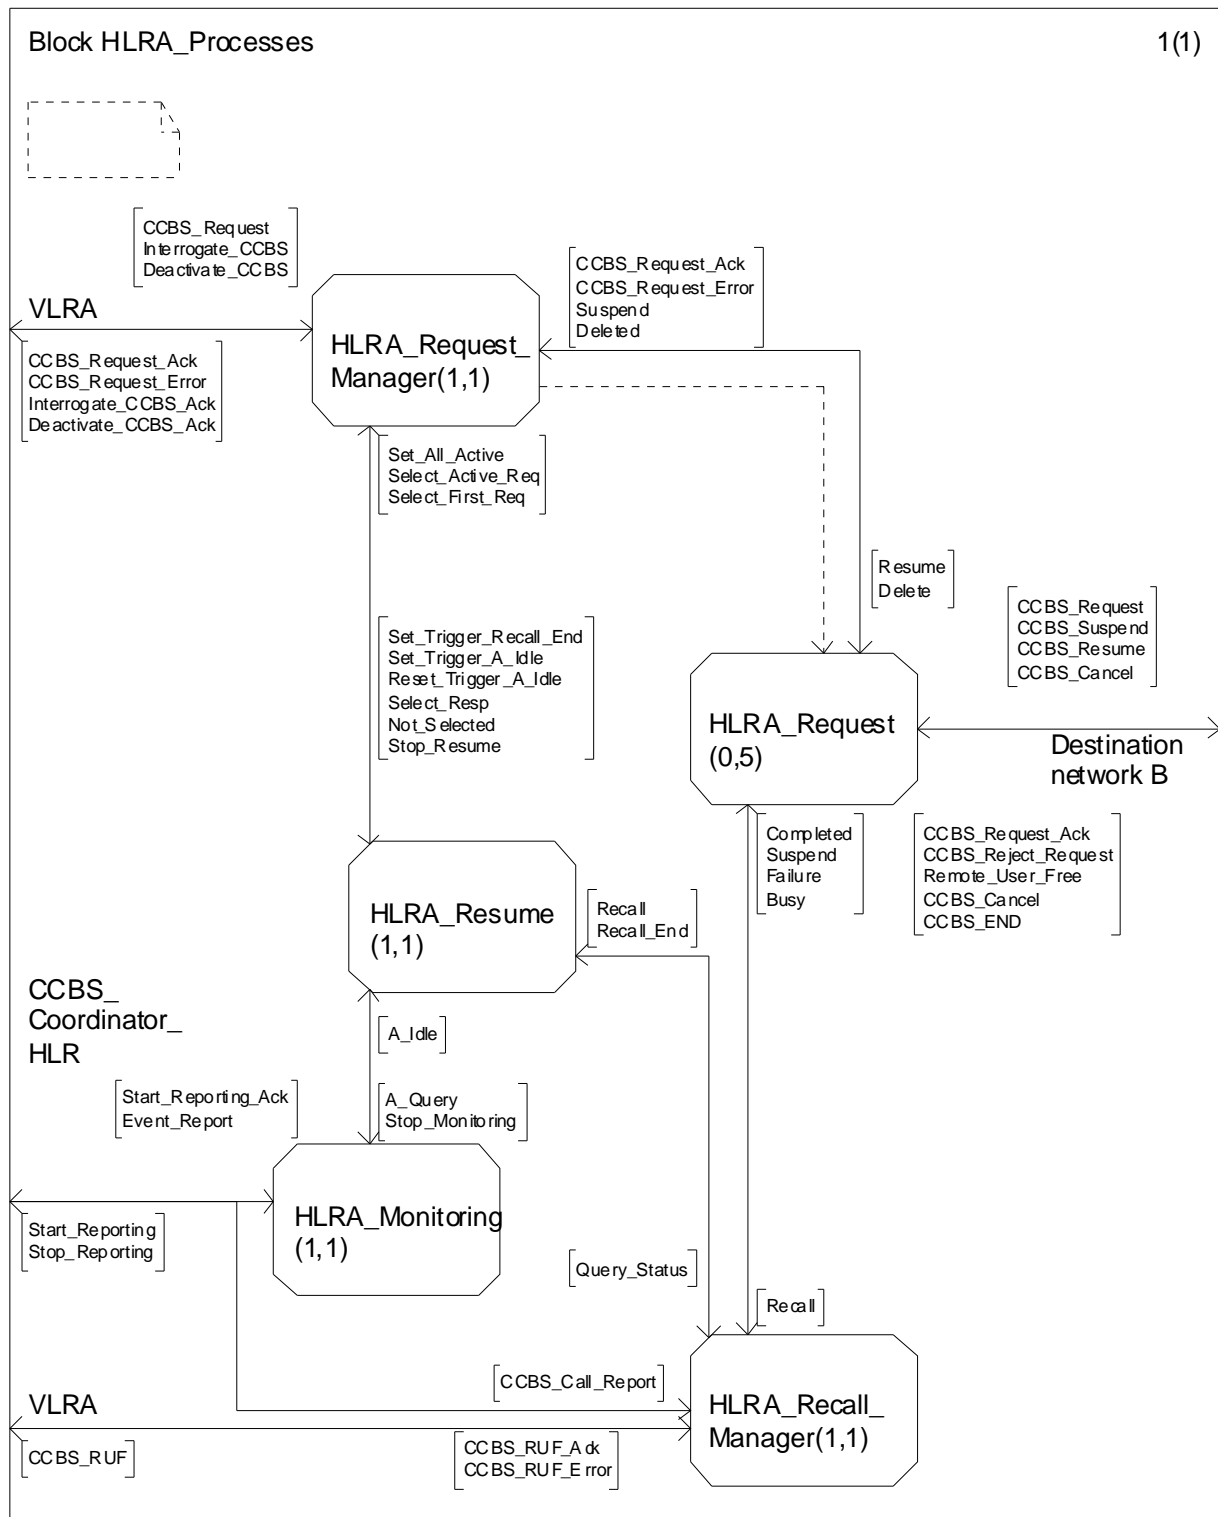 Block HLRA_Processes
1(1)
CCBS_Request
Interrogate_CCBS
Deactivate_CCBS
VLRA
CCBS_Request_Ack
CCBS_Request_Error
Interrogate_CCBS_Ack
Deactivate_CCBS_Ack
HLRA_Request_
Manager(1,1)
CCBS_Request_Ack
CCBS_Request_Error
Suspend
Deleted
Set_All_Active
Select_Active_Req
Select_First_Req
Resume
Delete
CCBS_Request
CCBS_Suspend
CCBS_Resume
CCBS_Cancel
Set_Trigger_Recall_End
Set_Trigger_A_Idle
Reset_Trigger_A_Idle
Select_Resp
Not_Selected
Stop_Resume
HLRA_Request
(0,5)
Destination
network B
Completed
Suspend
Failure
Busy
CCBS_Request_Ack
CCBS_Reject_Request
Remote_User_Free
CCBS_Cancel
CCBS_END
HLRA_Resume
(1,1)
Recall
Recall_End
CCBS_
Coordinator_
HLR
A_Idle
Start_Reporting_Ack
Event_Report
A_Query
Stop_Monitoring
HLRA_Monitoring
(1,1)
Start_Reporting
Stop_Reporting
Query_Status
Recall
CCBS_Call_Report
VLRA
CCBS_RUF
CCBS_RUF_Ack
CCBS_RUF_Error
HLRA_Recall_
Manager(1,1)